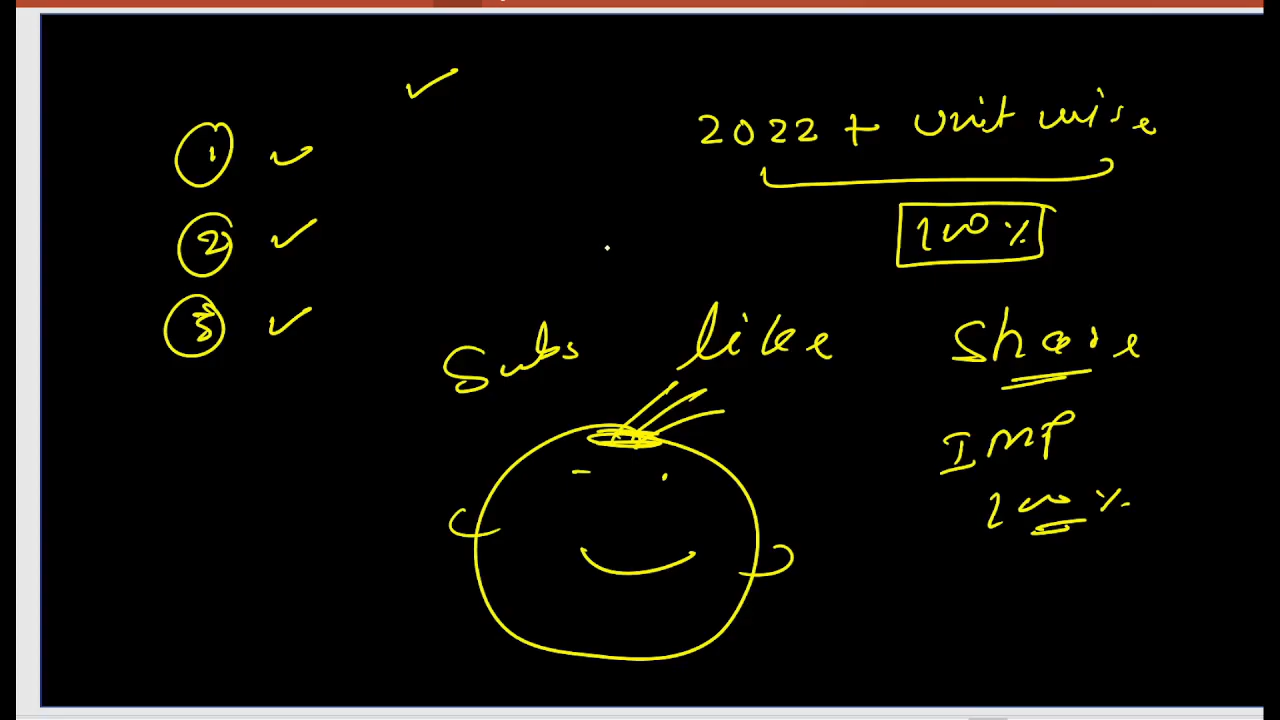 1 ✓
2 ✓
3 ✓
✓
2022 + unit wise
100 %
Subs like Share
IMP
100 %